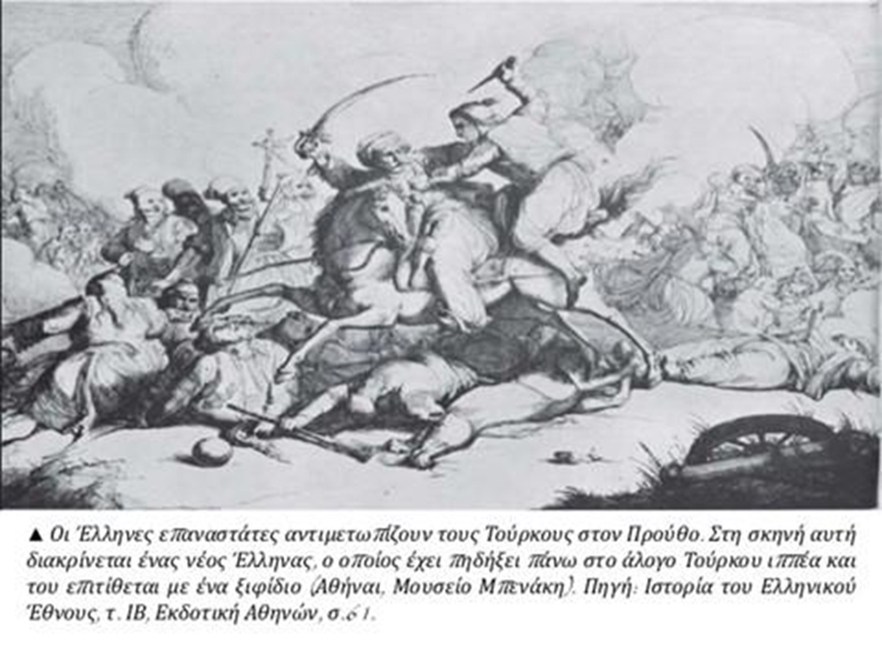 ▲ Οι Έλληνες επαναστάτες αντιμετωπίζουν τους Τούρκους στον Προύθο. Στη σκηνή αυτή
διακρίνεται ένας νέος Έλληνας, ο οποίος έχει πηδήξει πάνω στο άλογο Τούρκου ιππέα και
του επιτίθεται με ένα ξιφίδιο (Αθήναι, Μουσείο Μπενάκη). Πηγή: Ιστορία του Ελληνικού
Έθνους, τ. ΙΒ, Εκδοτική Αθηνών, σ.61.